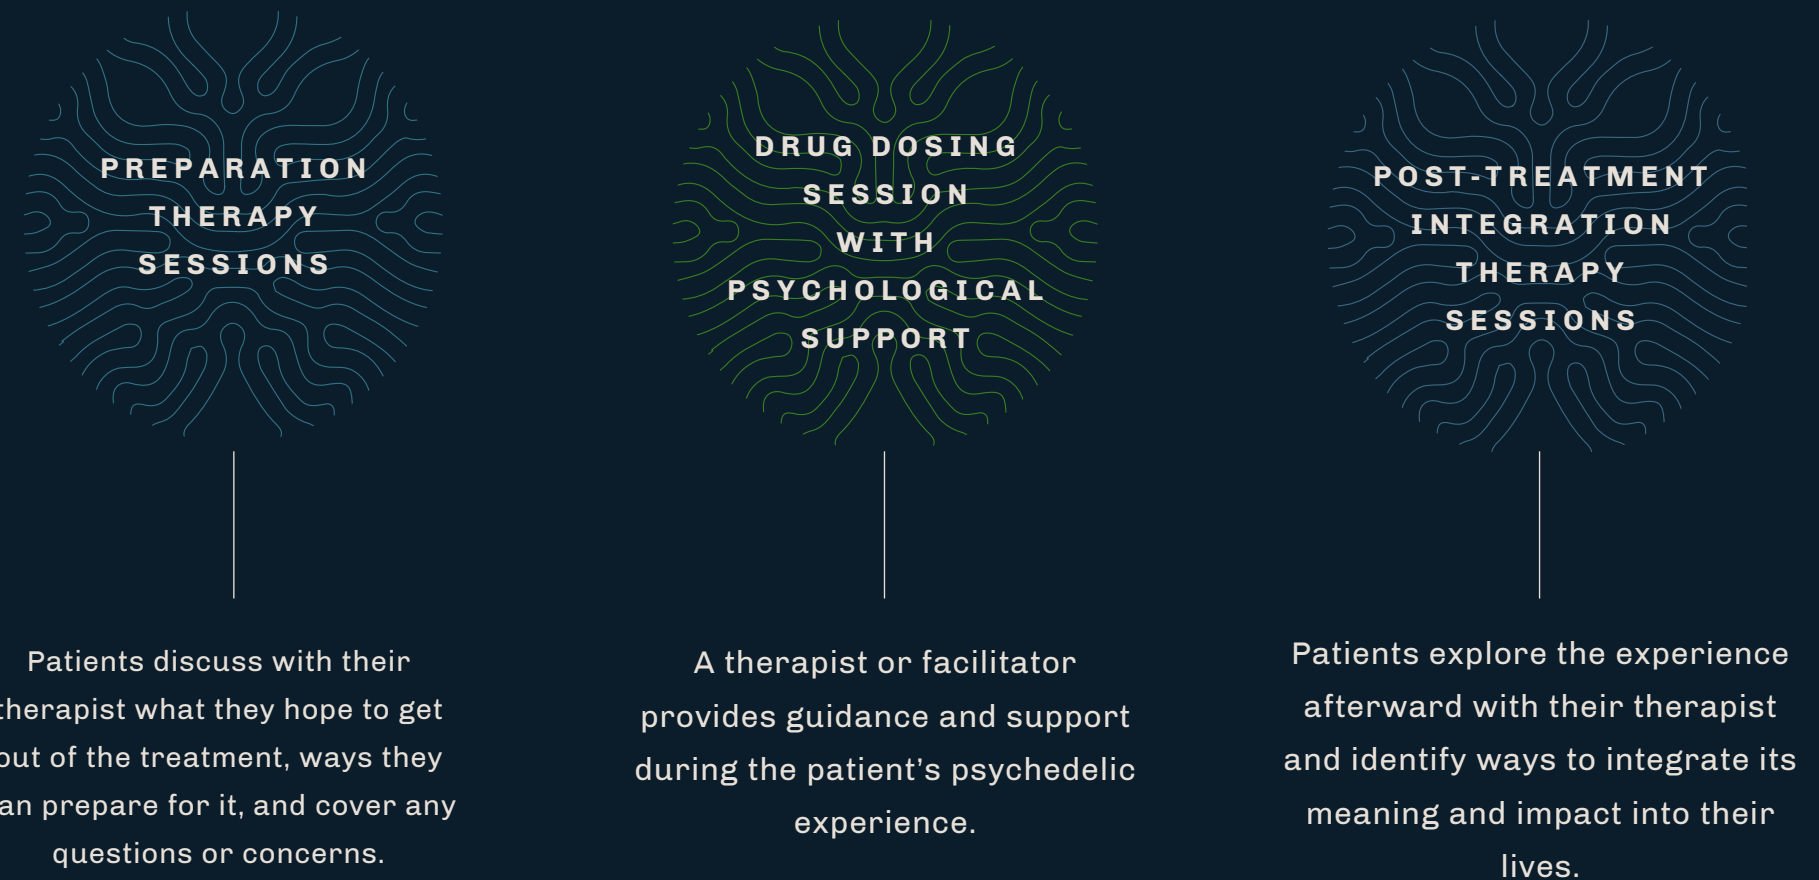 PREPARATION
THERAPY
SESSIONS
Patients discuss with their
therapist what they hope to get
out of the treatment, ways they
an prepare for it, and cover any
questions or concerns.
DRUG DOSING
SESSION
WITH
PSYCHOLOGICAL
SUPPORT
A therapist or facilitator
provides guidance and support
during the patient’s psychedelic
experience.
POST-TREATMENT
INTEGRATION
THERAPY
SESSIONS
Patients explore the experience
afterward with their therapist
and identify ways to integrate its
meaning and impact into their
lives.